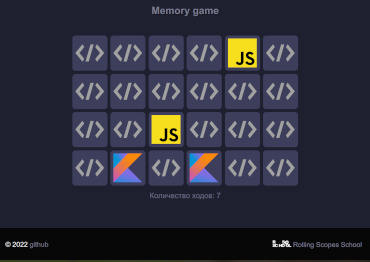 Memory game
</> </> </> </> JS </>
</> </> </> </> </> </>
</> </> JS </> </> </>
</> </> </> </>
Количество ходов: 7
© 2022 github
Rolling Scopes School